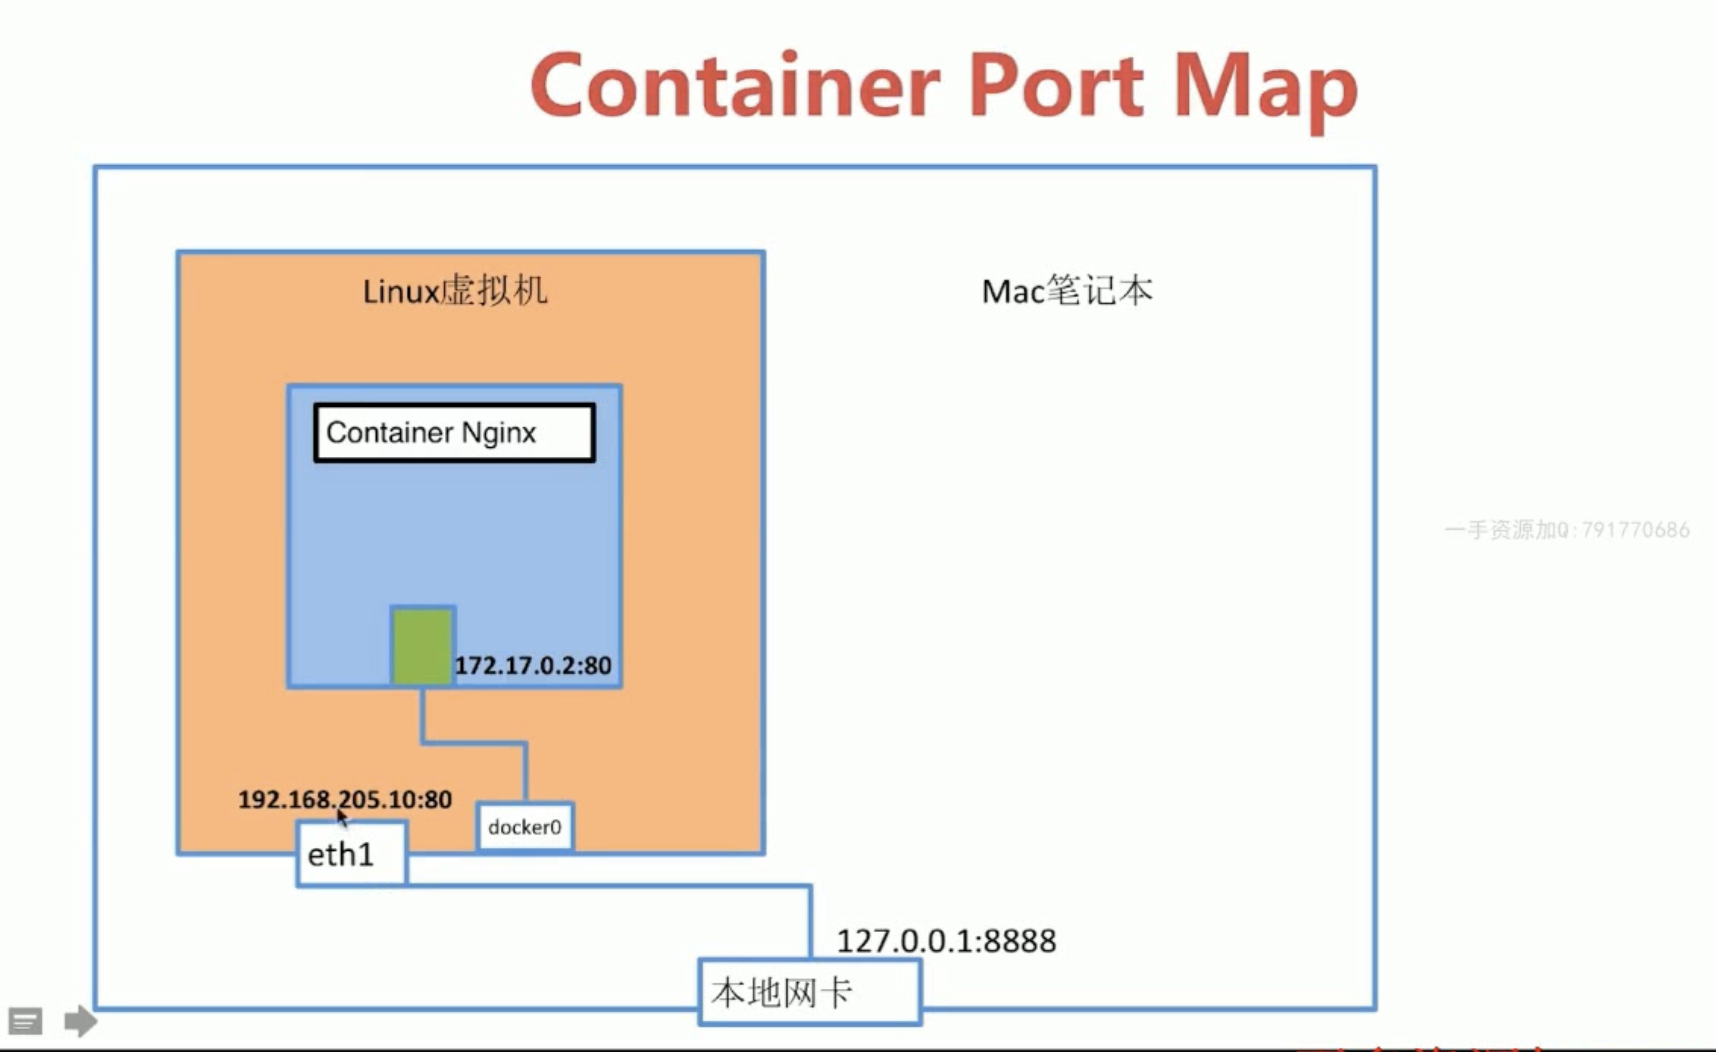 Container Port Map
Linux虚拟机
Mac笔记本
Container Nginx
一手资源加Q:791770686
172.17.0.2:80
192.168.205.10:80
docker0
eth1
127.0.0.1:8888
本地网卡